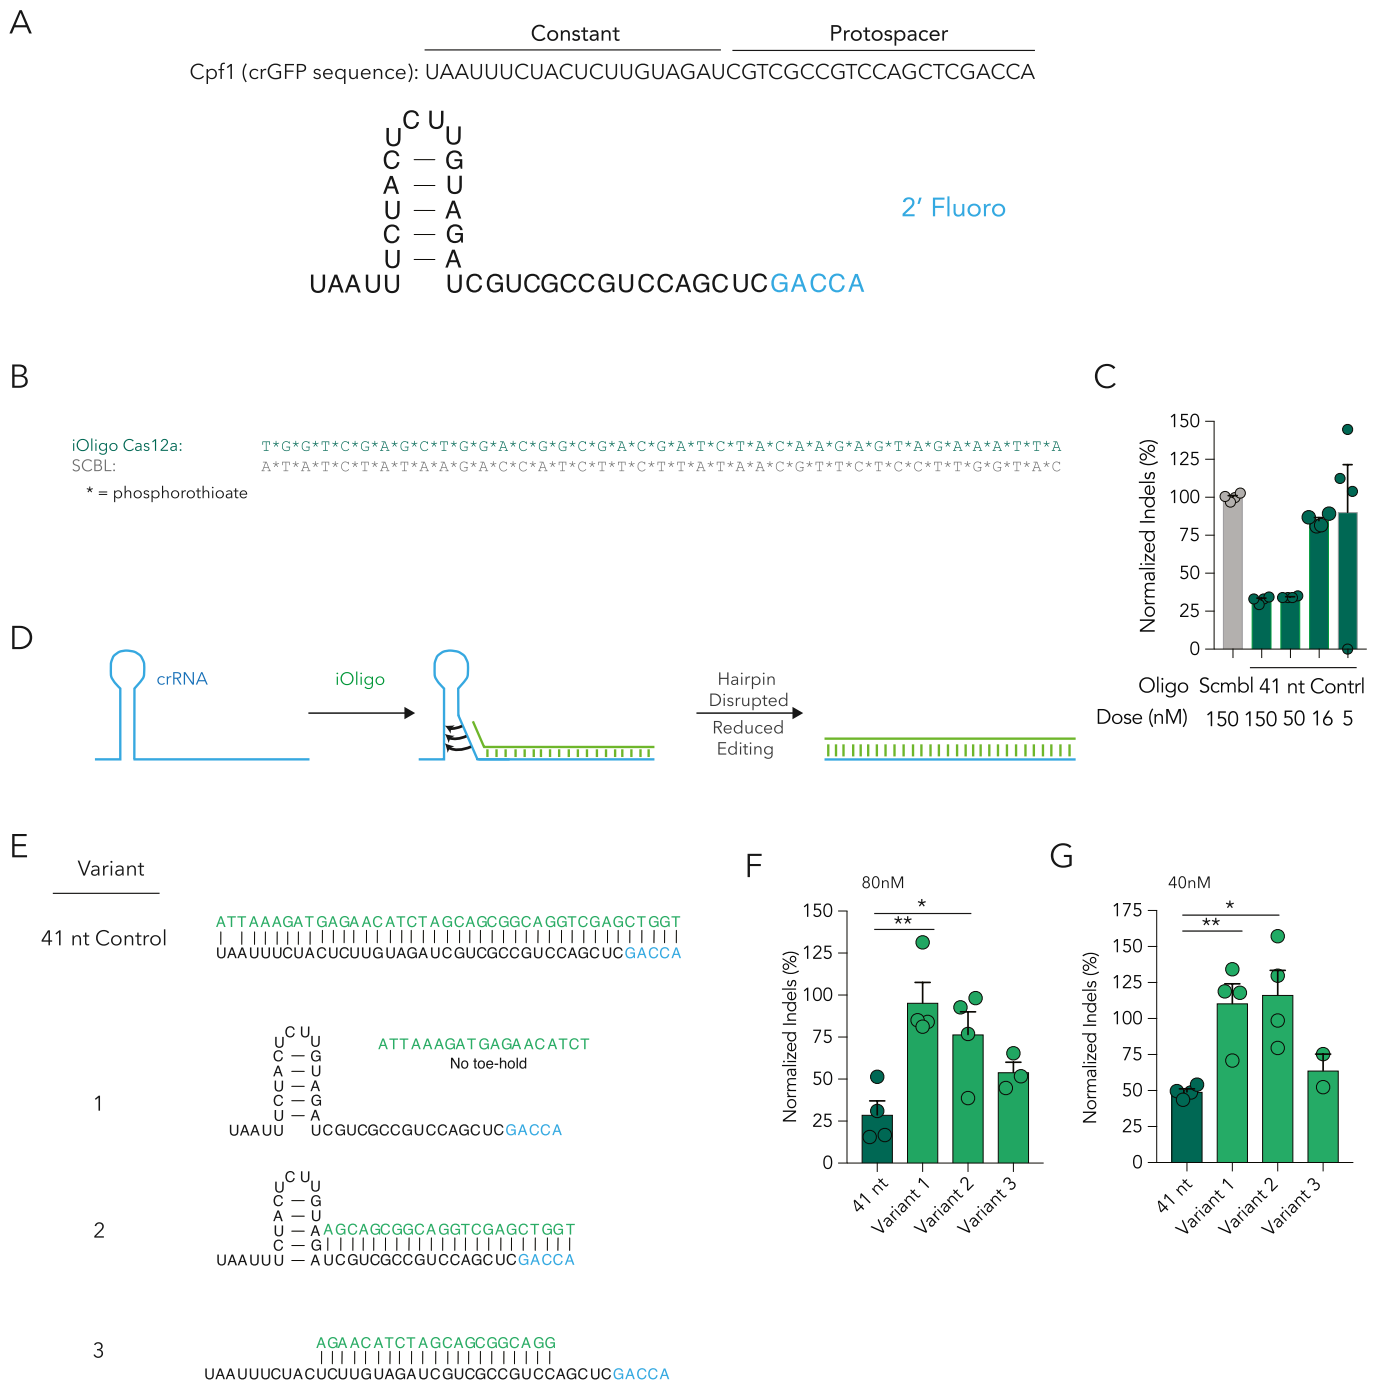 A
Constant Protospacer
Cpf1 (crGFP sequence): UAAUUUCUACUCUUGUAGAUCGTCGCCGTCCAGCTCGACCA
C U
U U
C — G
A — U
U — A
C — G
U — A
UAAUU UCGUCGCCGUCCAGCUCGACCA
2′ Fluoro
B
iOligo Cas12a: T*G*G*T*C*G*A*G*C*T*G*G*A*C*G*G*C*G*A*C*G*A*T*C*T*A*C*A*A*G*A*G*T*A*G*A*A*A*T*T*A
SCBL: A*T*A*T*C*T*A*T*A*A*G*A*C*C*A*T*C*T*T*C*T*T*A*T*A*A*C*G*T*T*C*T*C*C*T*T*G*G*T*A*C
* = phosphorothioate
C
Normalized Indels (%)
150
125
100
75
50
25
0
Oligo Scmbl 41 nt Contrl
Dose (nM) 150 150 50 16 5
D
crRNA
iOligo
Hairpin
Disrupted
Reduced
Editing
E
Variant
41 nt Control
ATTAAAGATGAGAACATCTAGCAGCGGCAGGTCGAGCTGGT
UAAUUUCUACUCUUGUAGAUCGUCGCCGUCCAGCUCGACCA
1
C U
U U
C — G
A — U
U — A
C — G
U — A
UAAUU UCGUCGCCGUCCAGCUCGACCA
ATTAAAGATGAGAACATCT
No toe-hold
2
C U
U U
C — G
A — U
U — A
C — G
AGCAGCGGCAGGTCGAGCTGGT
UAAUUU — AUCGUCGCCGUCCAGCUCGACCA
3
AGAACATCTAGCAGCGGCAGG
UAAUUUCUACUCUUGUAGAUCGUCGCCGUCCAGCUCGACCA
F
80nM
*
**
Normalized Indels (%)
150
100
75
50
25
0
41 nt
Variant 1
Variant 2
Variant 3
G
40nM
*
**
Normalized Indels (%)
175
150
125
100
75
50
25
0
41 nt
Variant 1
Variant 2
Variant 3